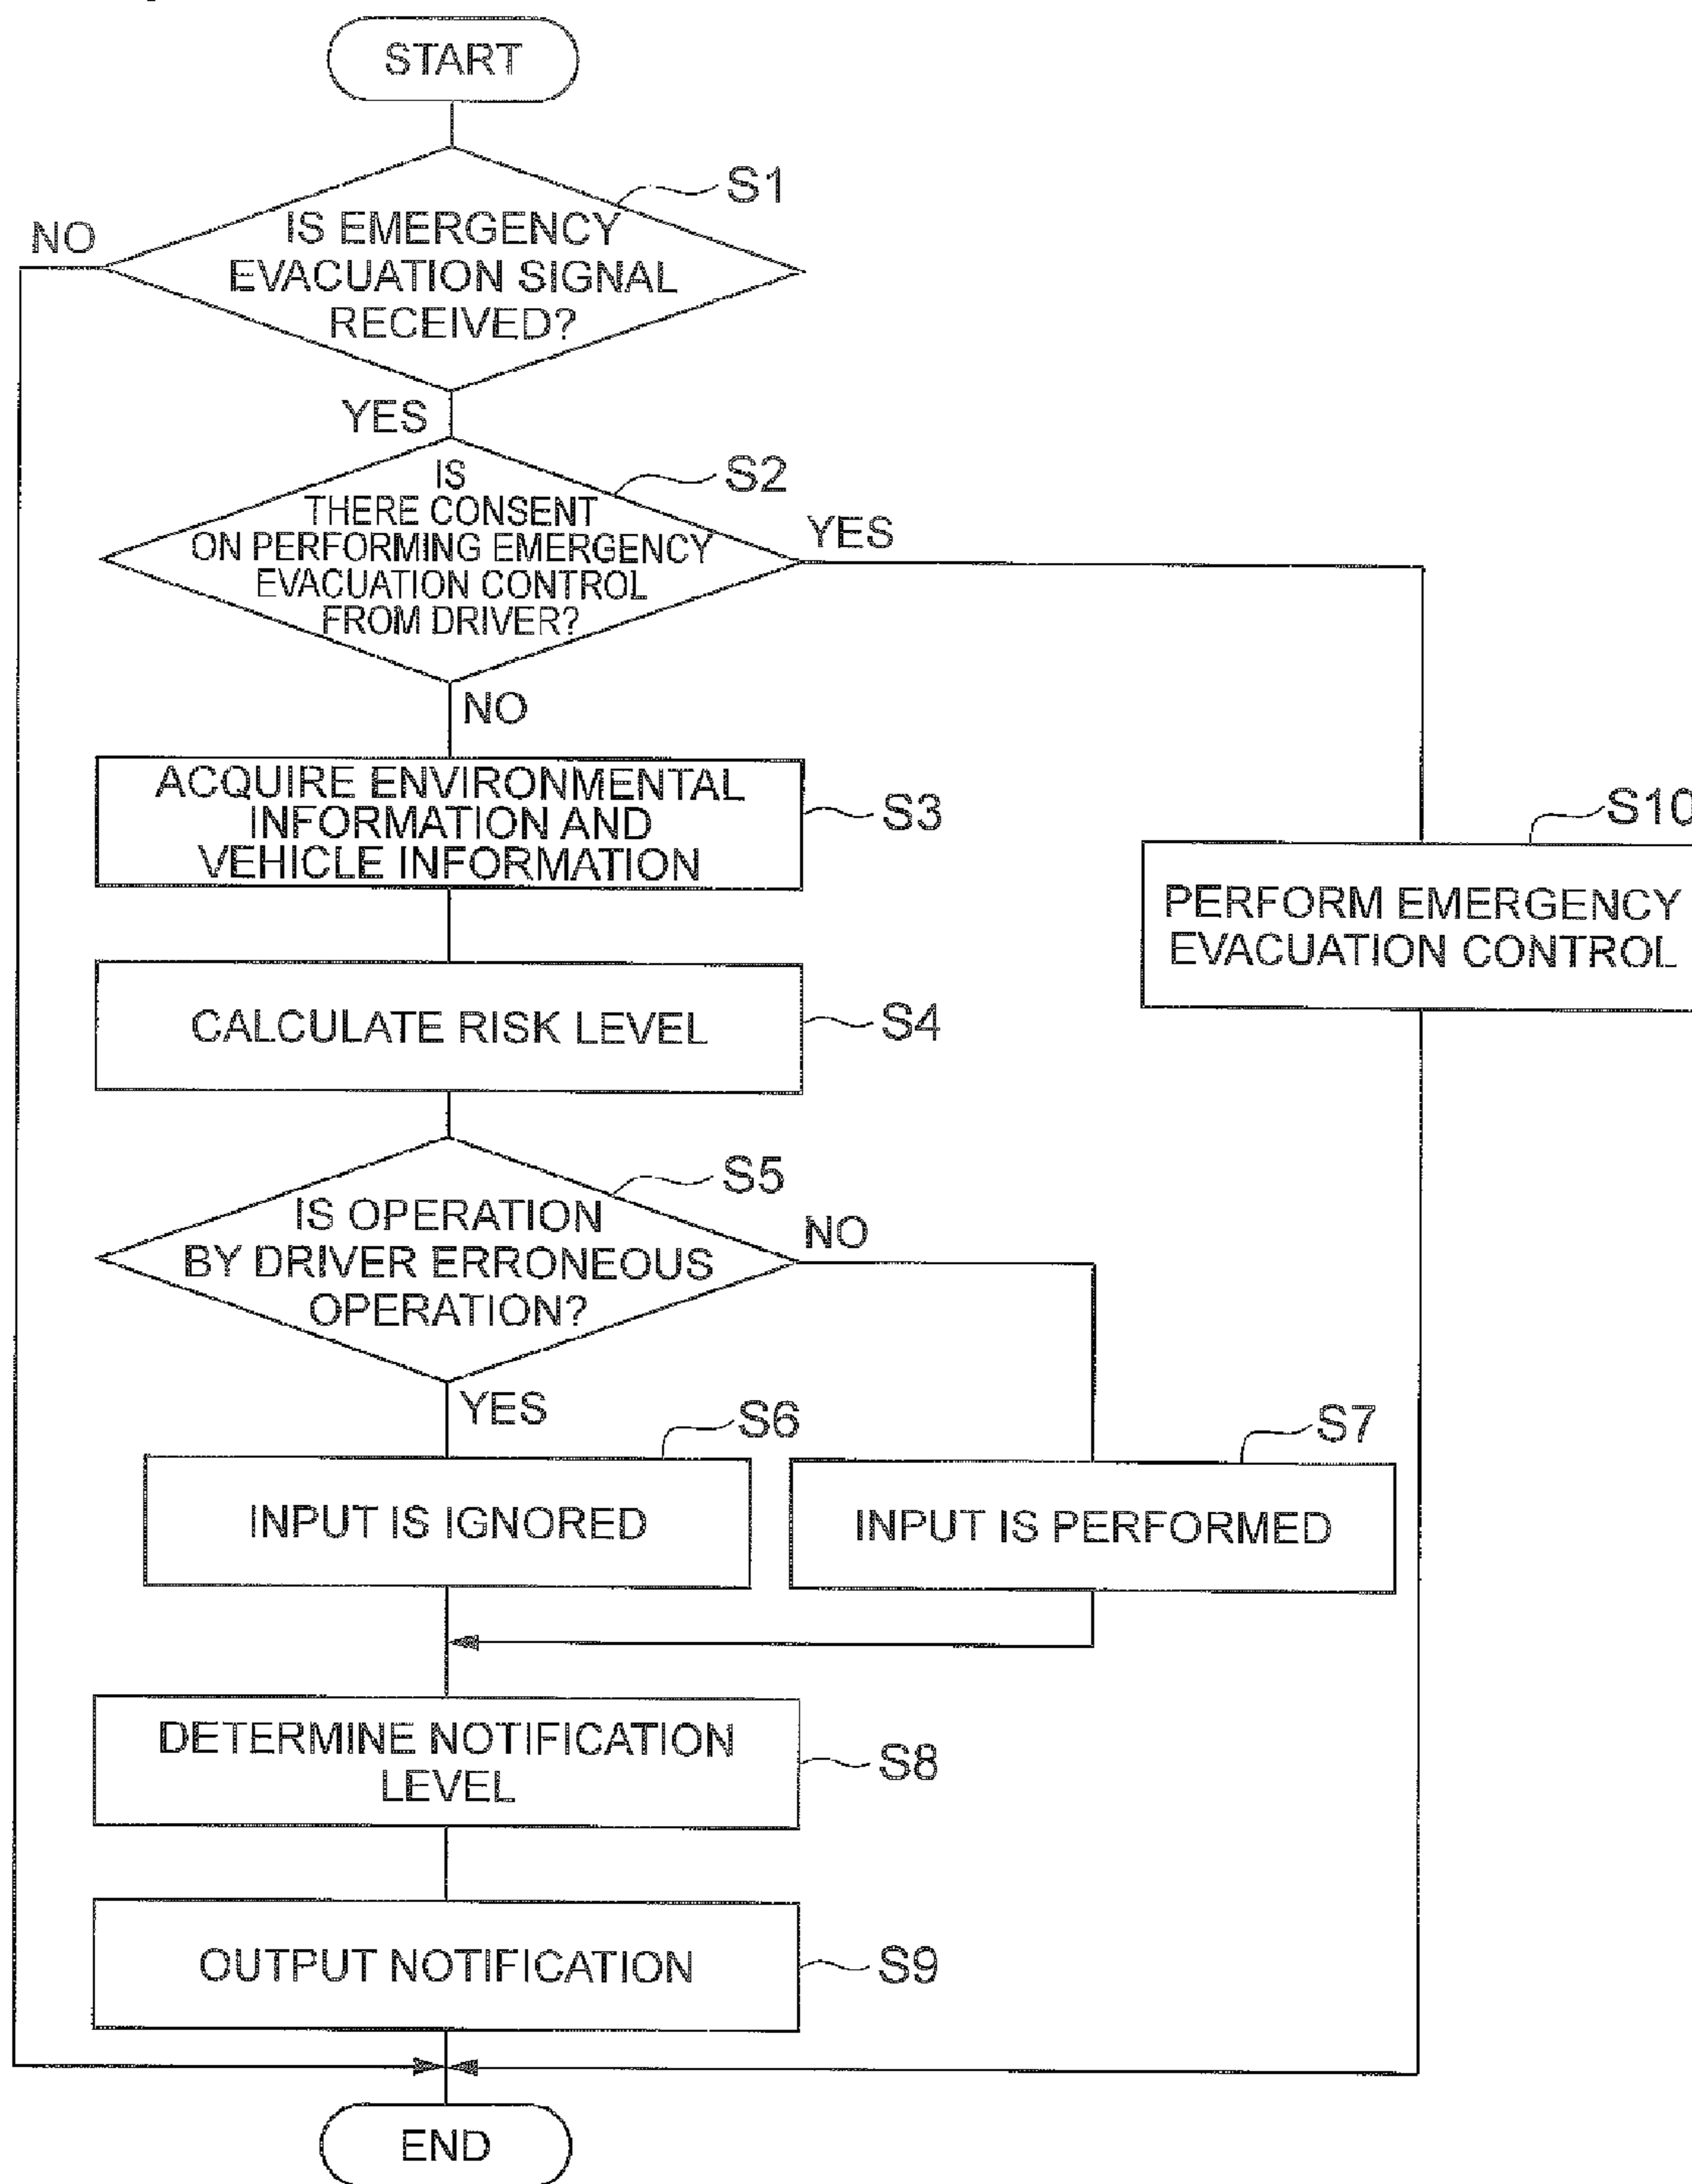 START
S1
NO
IS EMERGENCY
EVACUATION SIGNAL
RECEIVED?
YES
S2
IS
THERE CONSENT
ON PERFORMING EMERGENCY
EVACUATION CONTROL
FROM DRIVER?
YES
NO
ACQUIRE ENVIRONMENTAL
INFORMATION AND
VEHICLE INFORMATION
S3
S10
PERFORM EMERGENCY
EVACUATION CONTROL
CALCULATE RISK LEVEL
S4
S5
IS OPERATION
BY DRIVER ERRONEOUS
OPERATION?
NO
YES
S6
S7
INPUT IS IGNORED
INPUT IS PERFORMED
DETERMINE NOTIFICATION
LEVEL
S8
OUTPUT NOTIFICATION
S9
END